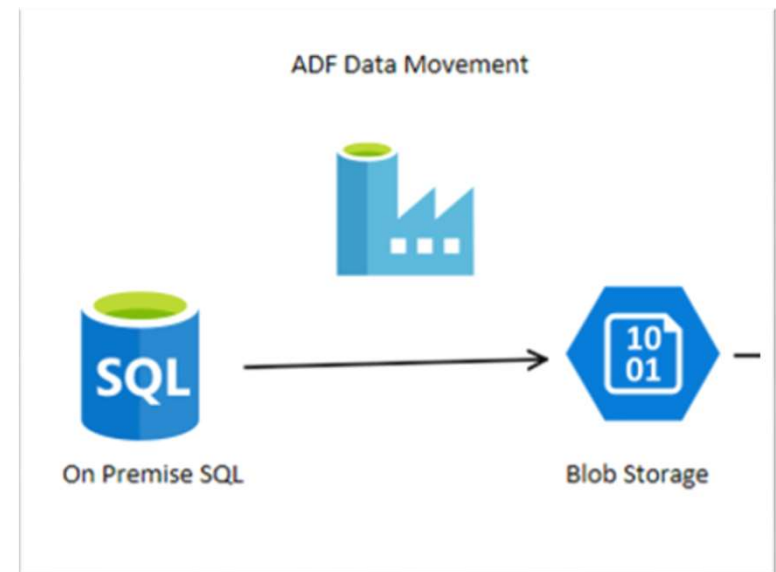 ADF Data Movement
SQL
10
01
On Premise SQL
Blob Storage